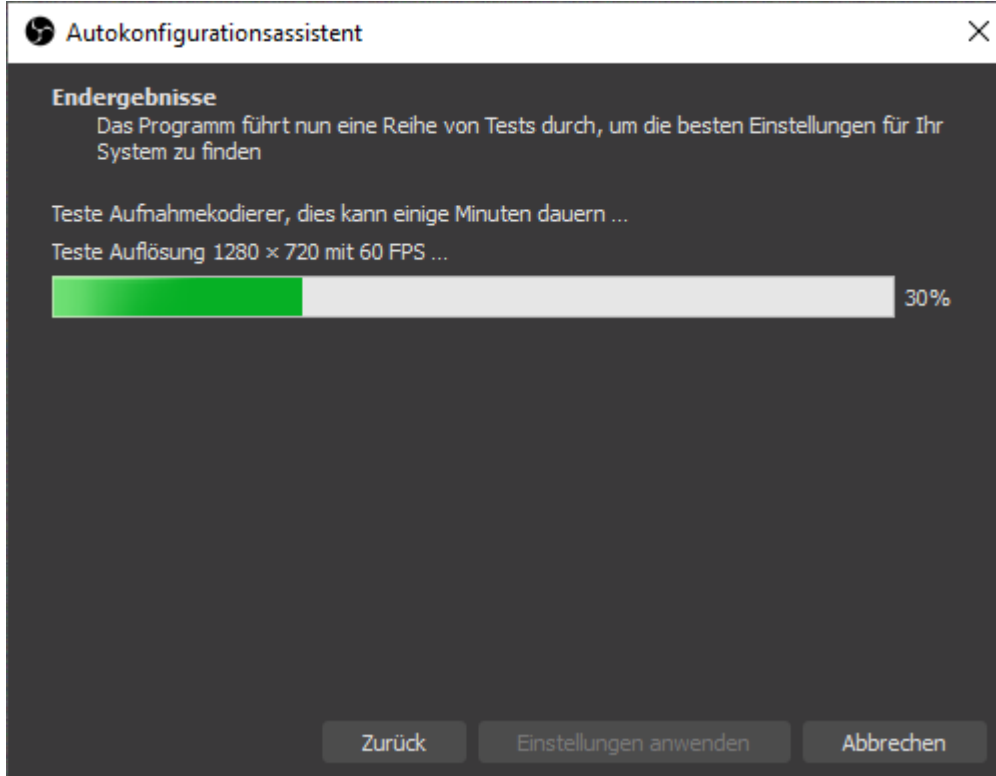 Autokonfigurationsassistent
Endergebnisse
Das Programm führt nun eine Reihe von Tests durch, um die besten Einstellungen für Ihr
System zu finden
Teste Aufnahmekodierer, dies kann einige Minuten dauern ...
Teste Auflösung 1280 × 720 mit 60 FPS ...
30%
Zurück Einstellungen anwenden Abbrechen